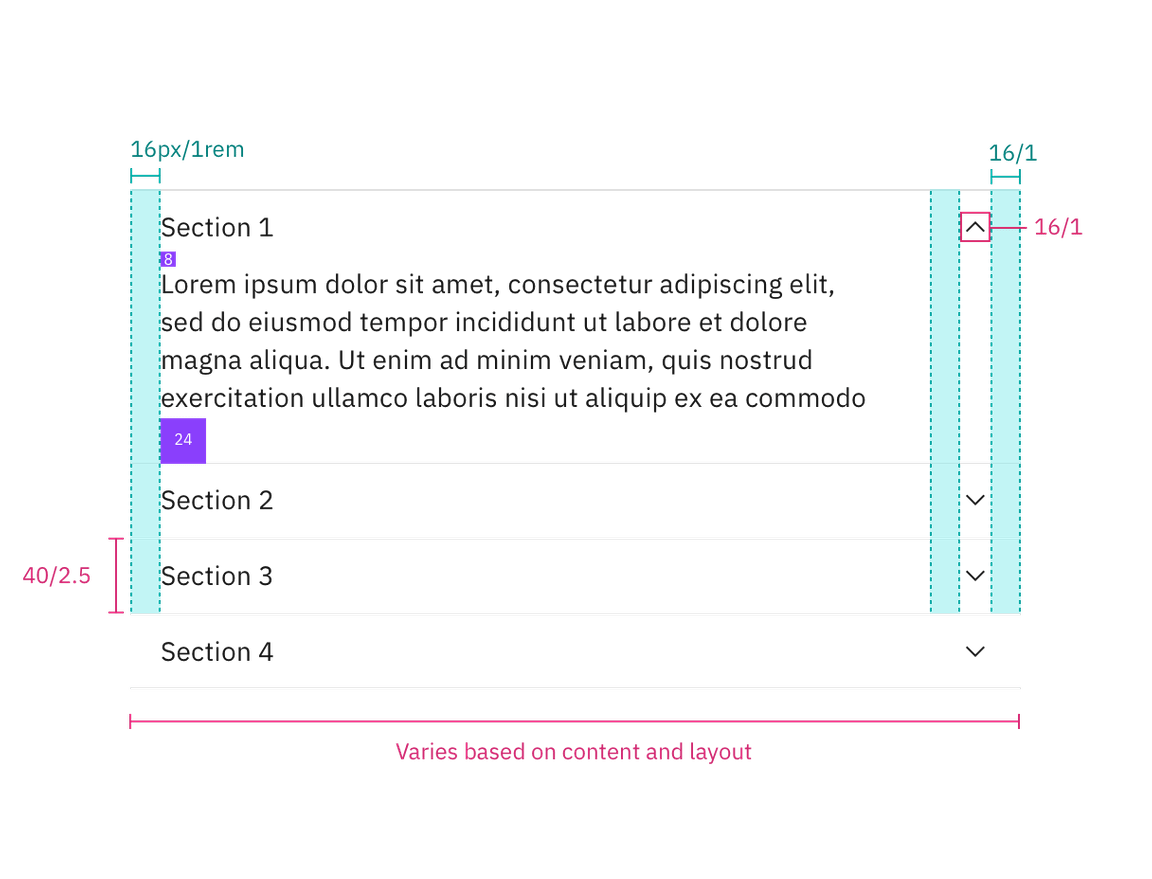 16px/1rem
16/1
Section 1
16/1
8
Lorem ipsum dolor sit amet, consectetur adipiscing elit,
sed do eiusmod tempor incididunt ut labore et dolore
magna aliqua. Ut enim ad minim veniam, quis nostrud
exercitation ullamco laboris nisi ut aliquip ex ea commodo
24
Section 2
40/2.5
Section 3
Section 4
Varies based on content and layout